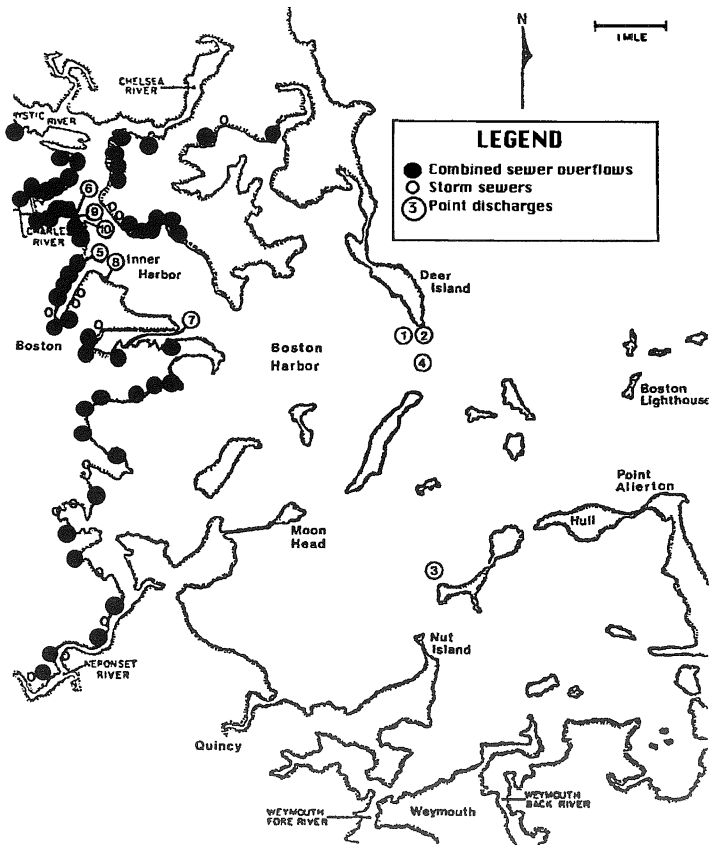 N
1 MILE
CHELSEA
RIVER
MYSTIC RIVER
LEGEND
Combined sewer overflows
Storm sewers
3 Point discharges
6
9
10
CHARLES
RIVER
5
8
Inner
Harbor
Deer
Island
7
1
2
4
Boston
Boston
Harbor
Boston
Lighthouse
Point
Allerton
Hull
Moon
Head
3
Nut
Island
NEPONSET
RIVER
Quincy
WEYMOUTH
FORE RIVER
Weymouth
WEYMOUTH
BACK RIVER